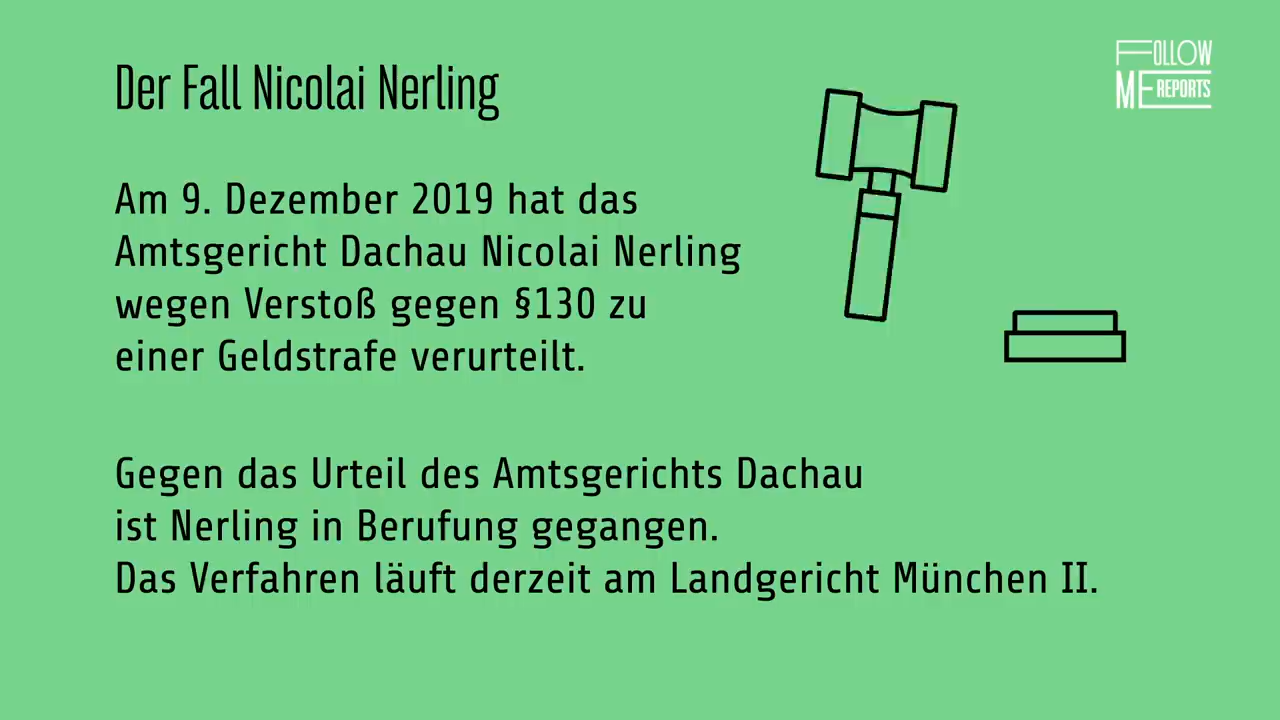 Der Fall Nicolai Nerling
FOLLOW
ME REPORTS
Am 9. Dezember 2019 hat das
Amtsgericht Dachau Nicolai Nerling
wegen Verstoß gegen §130 zu
einer Geldstrafe verurteilt.
Gegen das Urteil des Amtsgerichts Dachau
ist Nerling in Berufung gegangen.
Das Verfahren läuft derzeit am Landgericht München II.